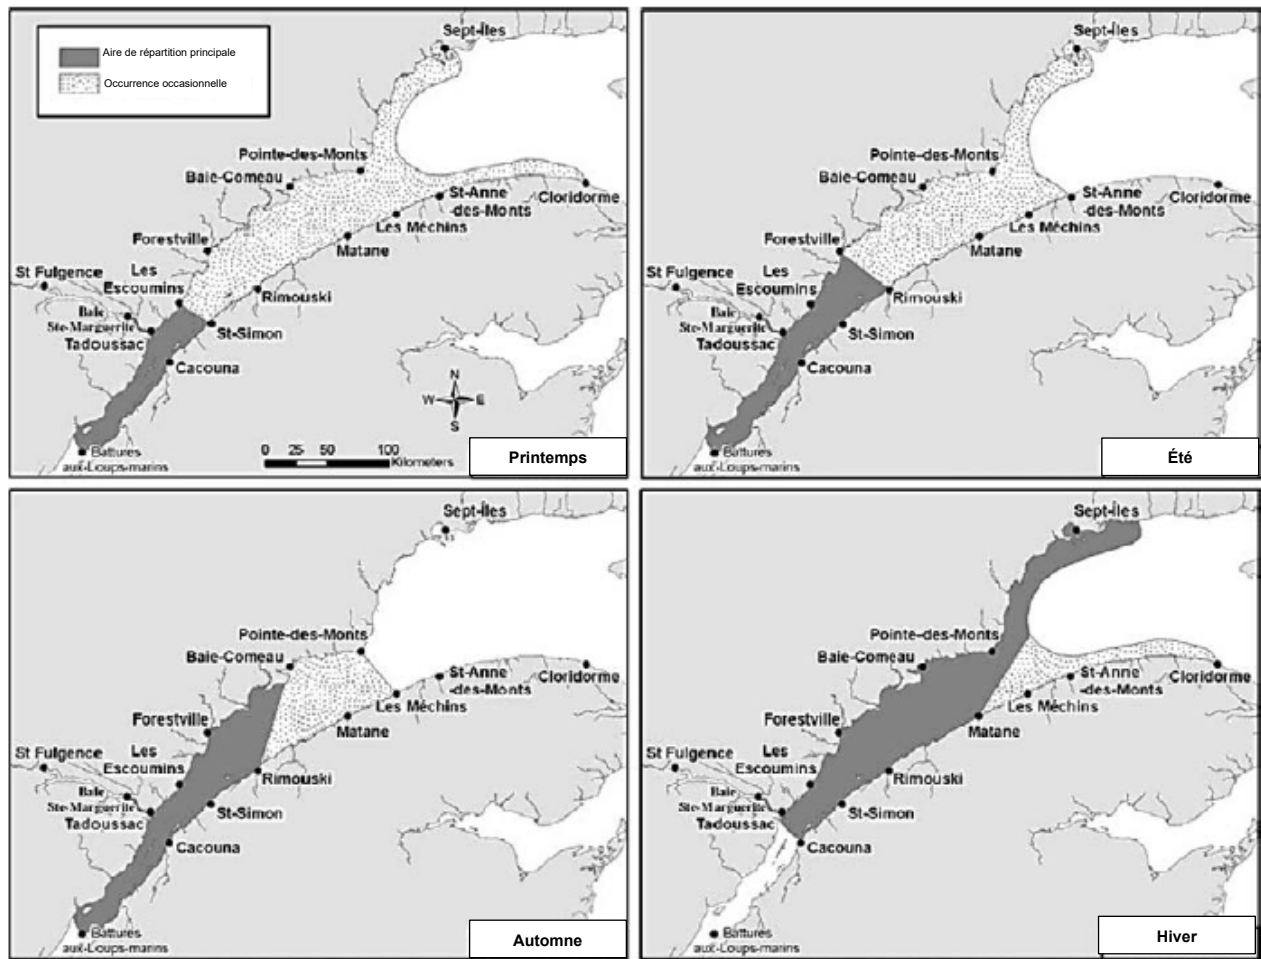 Aire de répartition principale
Occurrence occasionnelle
Sept-Îles
Pointe-des-Monts
Baie-Comeau
St-Anne
-des-Monts
Cloridorme
Les Méchins
Matane
Forestville
St Fulgence
Les
Escoumins
Rimouski
Baie
Ste-Marguerite
Tadoussac
St-Simon
Cacouna
N
W E
S
0 25 50 100
Kilometers
Battures
aux-Loups-marins
Printemps
Sept-Îles
Pointe-des-Monts
Baie-Comeau
St-Anne
-des-Monts
Cloridorme
Les Méchins
Matane
Forestville
St Fulgence
Les
Escoumins
Rimouski
Baie
Ste-Marguerite
Tadoussac
St-Simon
Cacouna
Battures
aux-Loups-marins
Été
Sept-Îles
Pointe-des-Monts
Baie-Comeau
St-Anne
-des-Monts
Cloridorme
Les Méchins
Matane
Forestville
St Fulgence
Les
Escoumins
Rimouski
Baie
Ste-Marguerite
Tadoussac
St-Simon
Cacouna
Battures
aux-Loups-marins
Automne
Sept-Îles
Pointe-des-Monts
Baie-Comeau
St-Anne
-des-Monts
Cloridorme
Les Méchins
Matane
Forestville
St Fulgence
Les
Escoumins
Rimouski
Baie
Ste-Marguerite
Tadoussac
St-Simon
Cacouna
Battures
aux-Loups-marins
Hiver